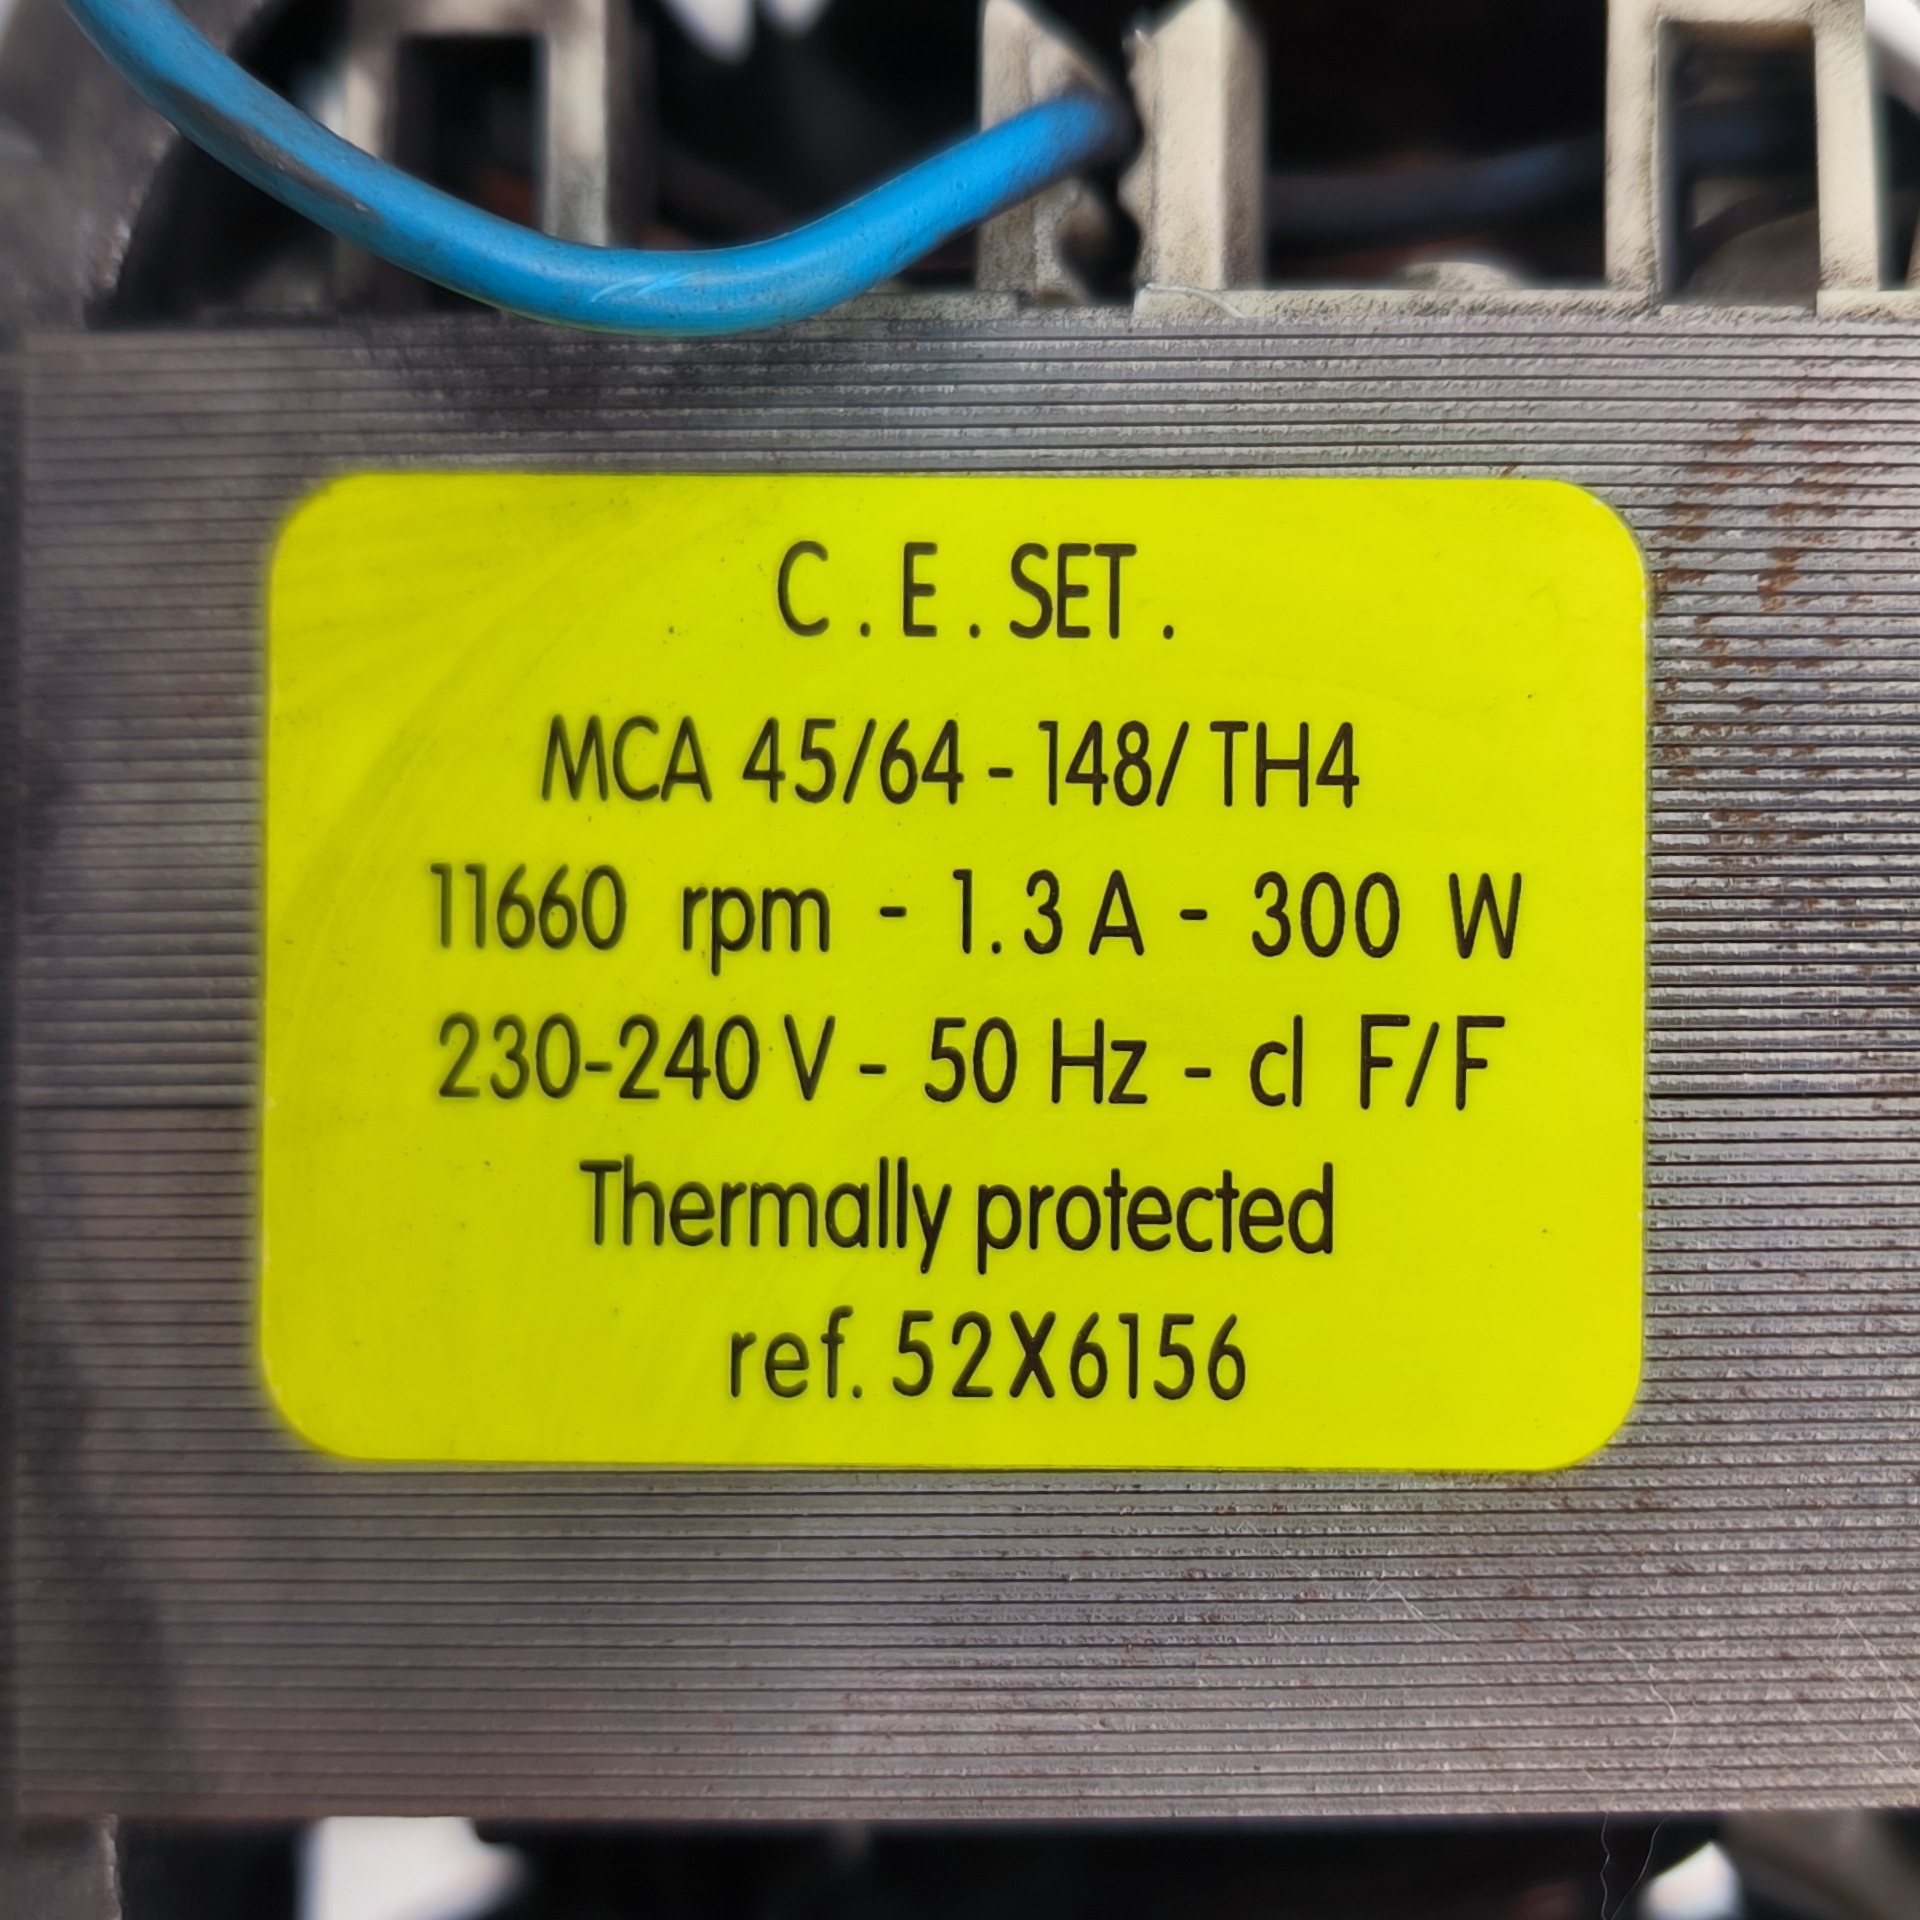 C . E . SET .
MCA 45/64 - 148/ TH4
11660 rpm - 1.3 A - 300 W
230-240 V - 50 Hz - cl F/F
Thermally protected
ref. 52X6156